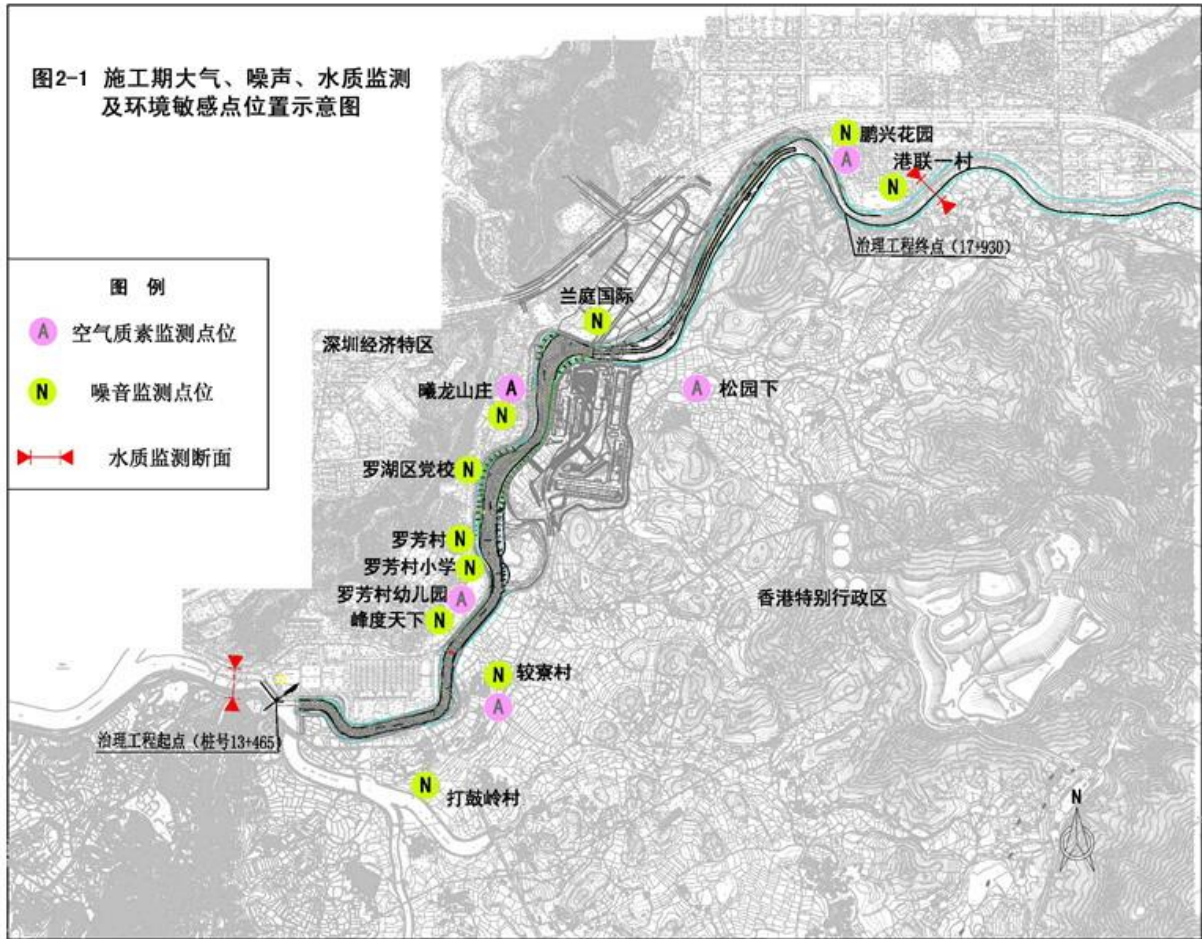 图2-1 施工期大气、噪声、水质监测
及环境敏感点位置示意图
N
鹏兴花园
A
港联一村
N
治理工程终点（17+930）
图 例
A 空气质素监测点位
N 噪音监测点位
水质监测断面
兰庭国际
N
深圳经济特区
曦龙山庄
A
N
A
松园下
罗湖区党校
N
罗芳村
N
罗芳村小学
N
罗芳村幼儿园
A
峰度天下
N
香港特别行政区
N
较寮村
A
治理工程起点（桩号13+465）
N
打鼓岭村
N